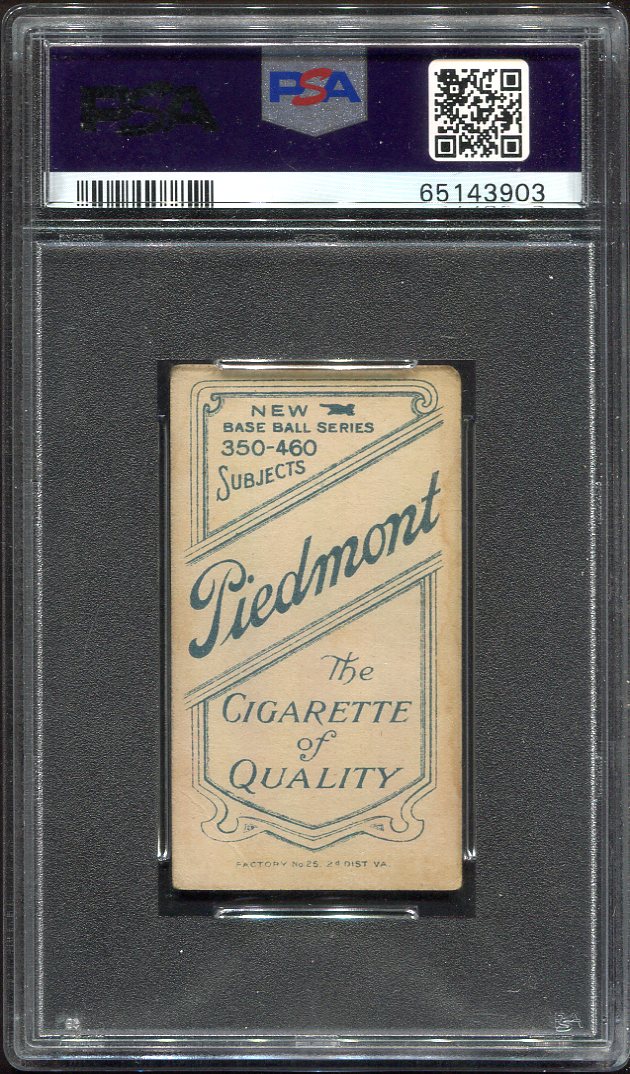 PSA
PSA
65143903
NEW
BASE BALL SERIES
350-460
SUBJECTS
Piedmont
The
CIGARETTE
of
QUALITY
FACTORY No 25, 2d DIST VA.